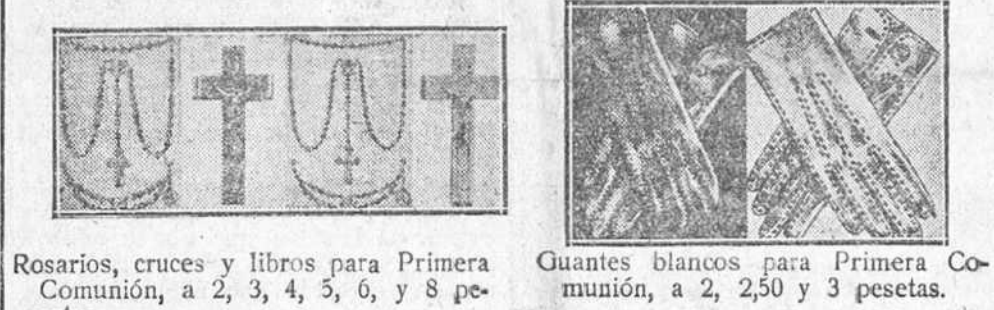 Rosarios, cruces y libros para Primera
Comunión, a 2, 3, 4, 5, 6, y 8 pe-
Guantes blancos para Primera Co-
munión, a 2, 2,50 y 3 pesetas.